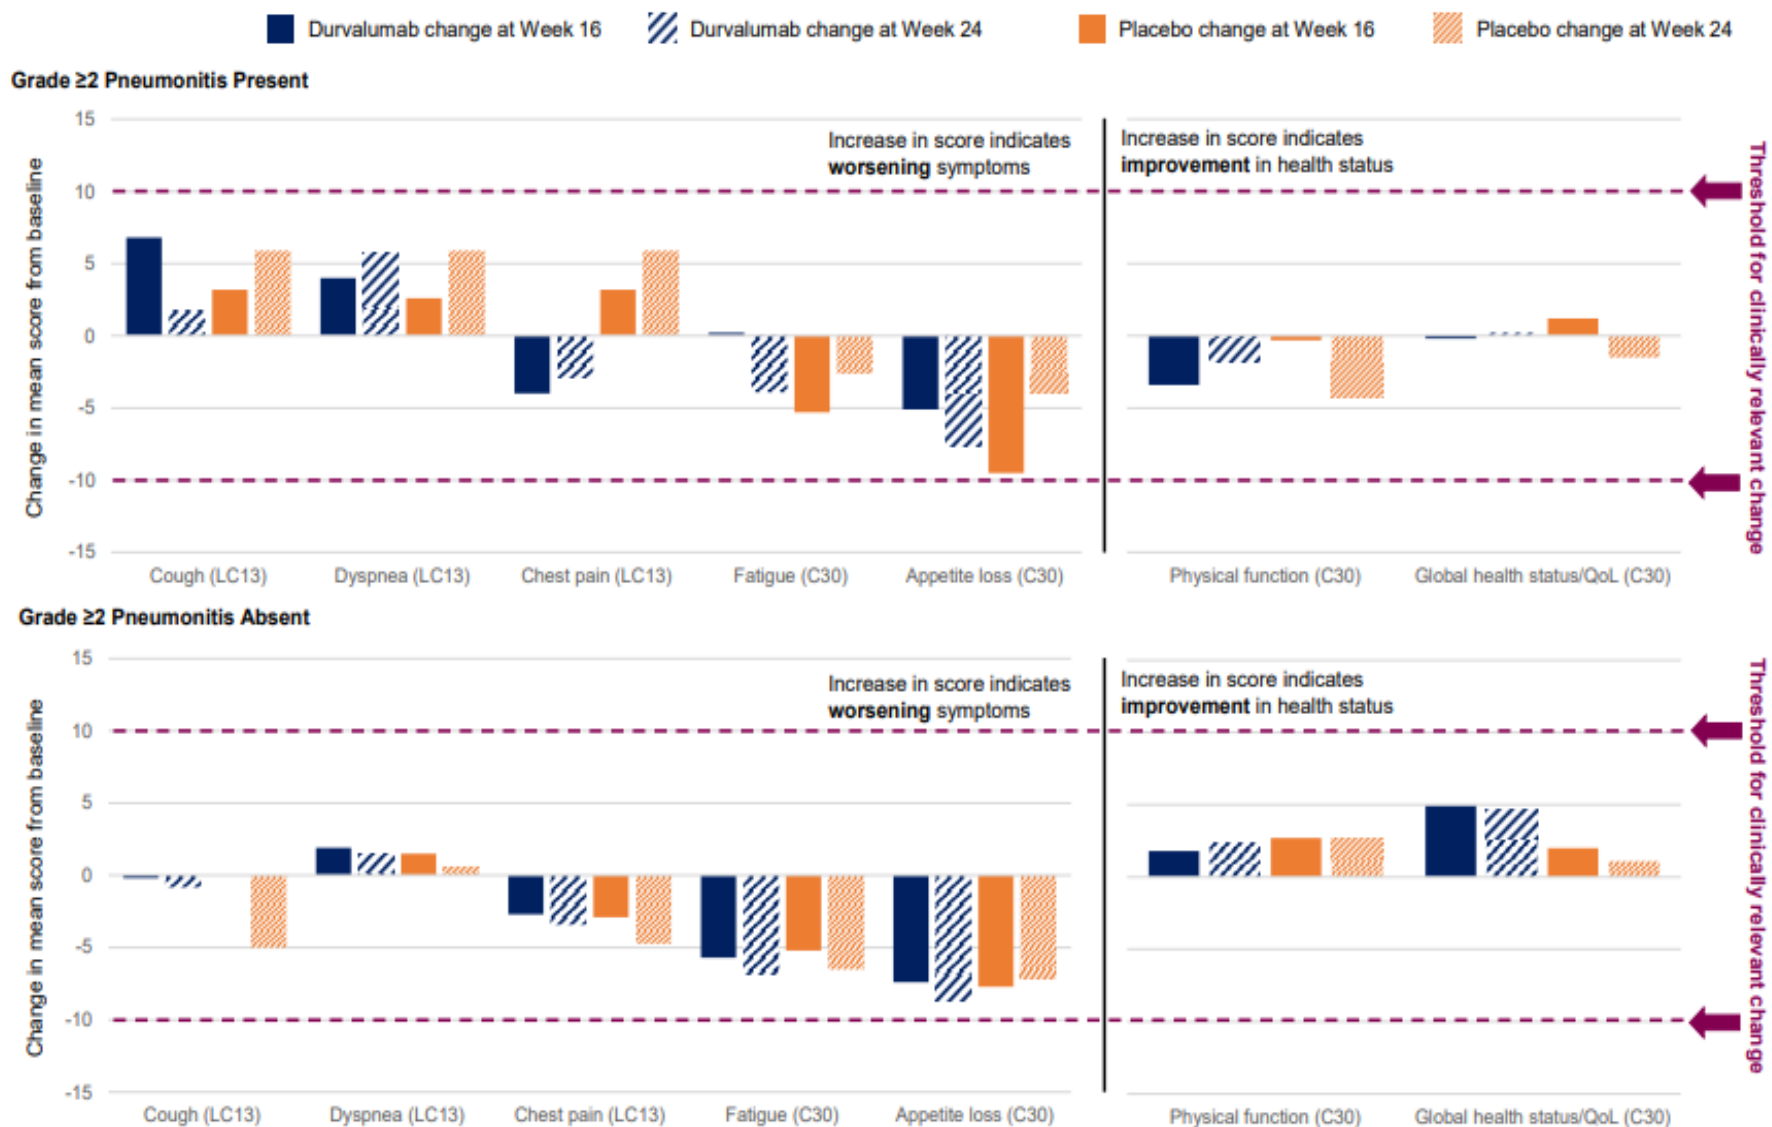 Durvalumab change at Week 16
Durvalumab change at Week 24
Placebo change at Week 16
Placebo change at Week 24
Grade ≥2 Pneumonitis Present
Change in mean score from baseline
15
10
5
0
-5
-10
-15
Increase in score indicates
worsening symptoms
Increase in score indicates
improvement in health status
Threshold for clinically relevant change
Cough (LC13)
Dyspnea (LC13)
Chest pain (LC13)
Fatigue (C30)
Appetite loss (C30)
Physical function (C30)
Global health status/QoL (C30)
Grade ≥2 Pneumonitis Absent
Change in mean score from baseline
15
10
5
0
-5
-10
-15
Increase in score indicates
worsening symptoms
Increase in score indicates
improvement in health status
Threshold for clinically relevant change
Cough (LC13)
Dyspnea (LC13)
Chest pain (LC13)
Fatigue (C30)
Appetite loss (C30)
Physical function (C30)
Global health status/QoL (C30)